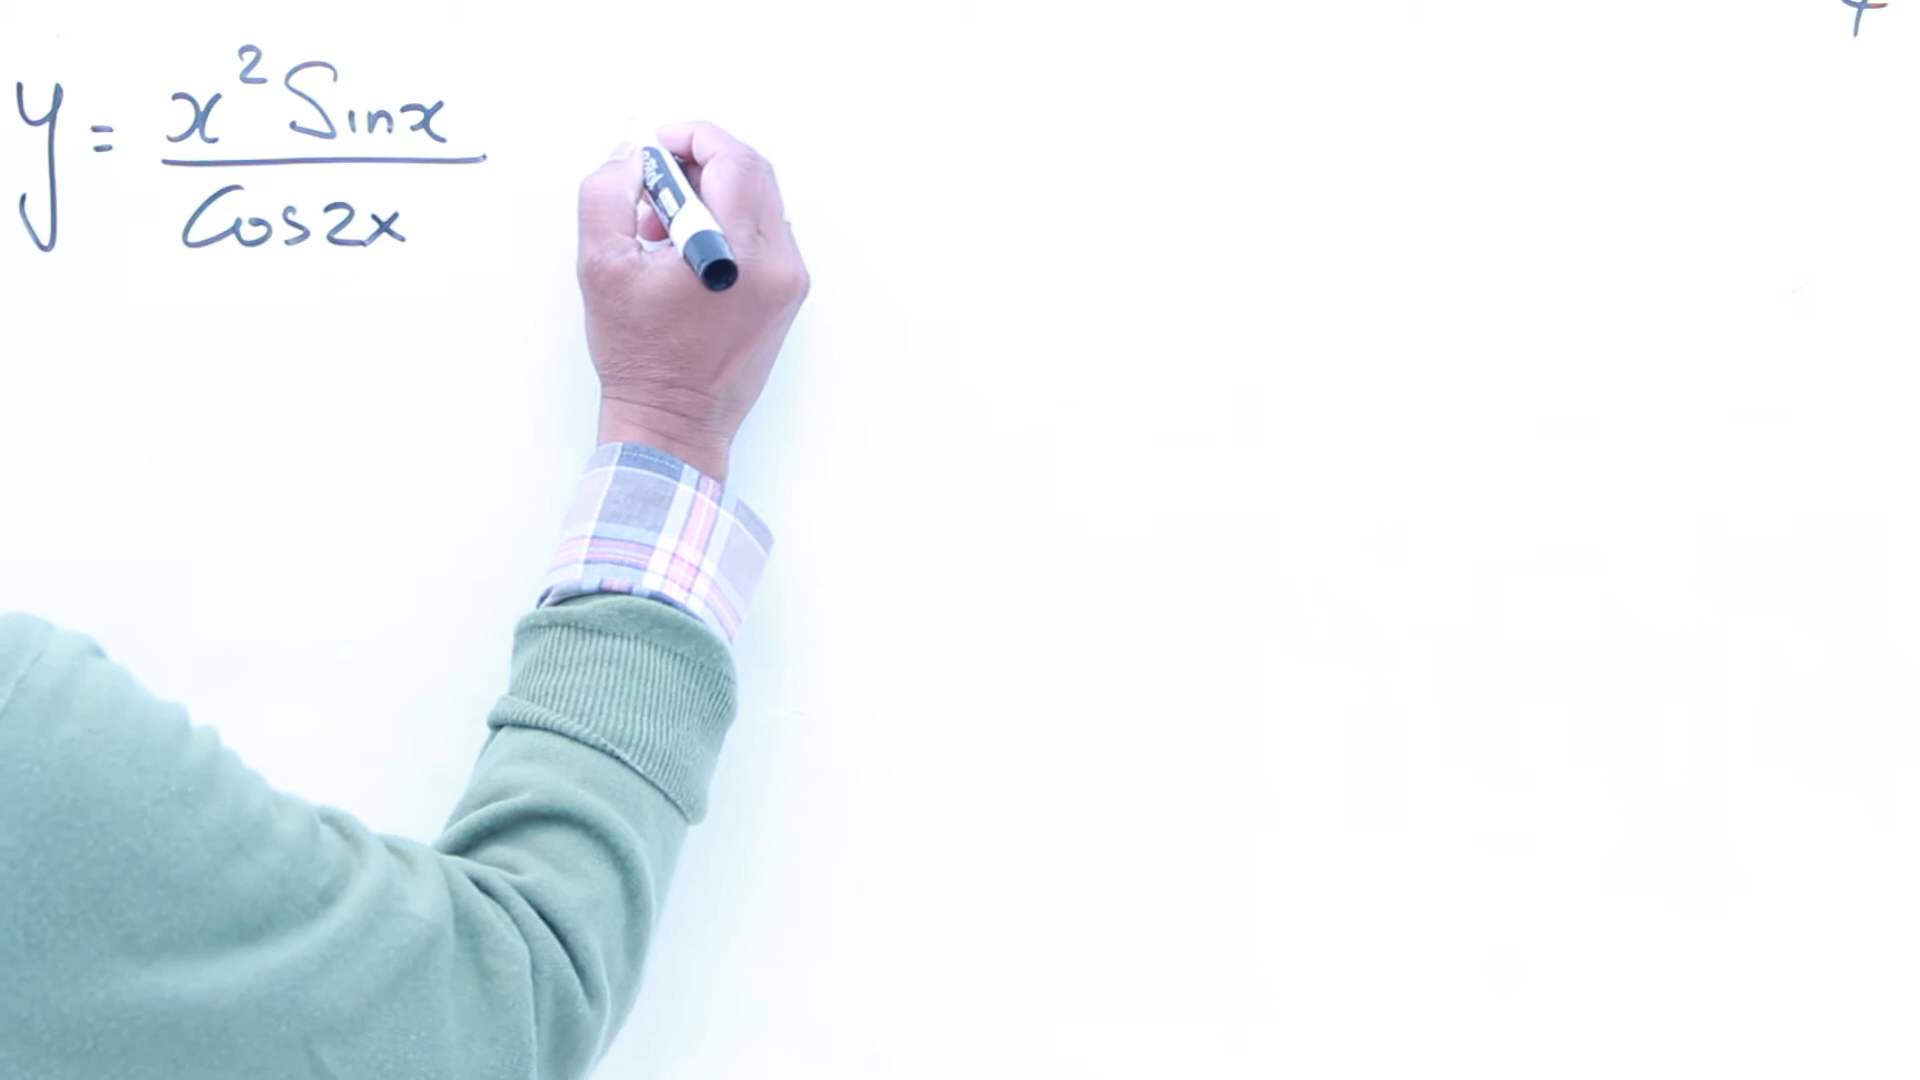 y = x² Sinx / Cos2x